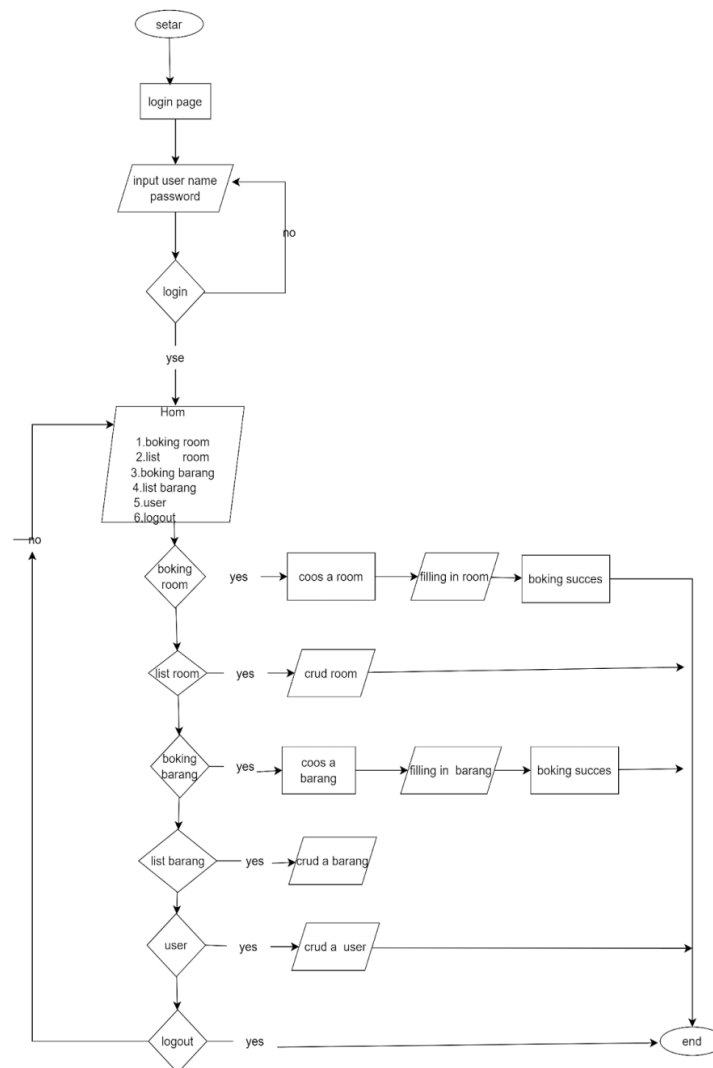 setar
login page
input user name
password
no
login
yse
Hom
1.boking room
2.list room
3.boking barang
4.list barang
5.user
6.logout
no
boking
room
yes
coos a room
filling in room
boking succes
list room
yes
crud room
boking
barang
yes
coos a
barang
filling in barang
boking succes
list barang
yes
crud a barang
user
yes
crud a user
logout
yes
end